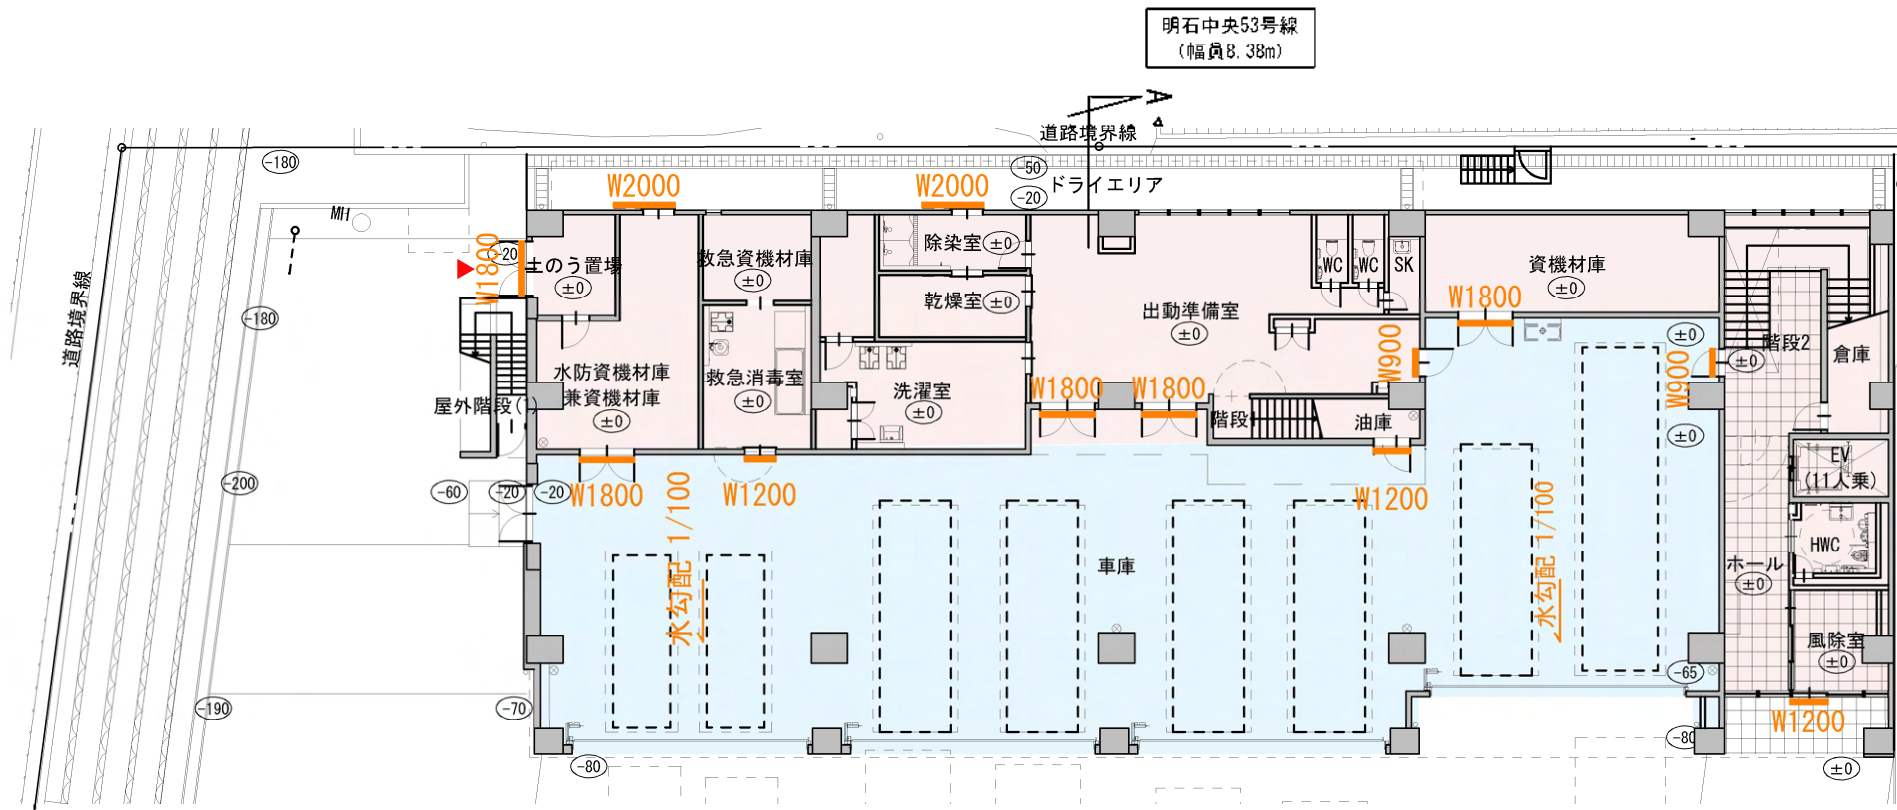 明石中央53号線
(幅員8.38m)
A
道路境界線
-180
-50
ドライエリア
-20
W2000
W2000
MH
W1800
-20
土のう置場
±0
救急資機材庫
±0
除染室
±0
乾燥室
±0
WC
WC
SK
資機材庫
±0
W1800
道路境界線
-180
出動準備室
±0
±0
階段2
±0
倉庫
W900
W900
水防資機材庫
兼資機材庫
±0
救急消毒室
±0
洗濯室
±0
W1800
W1800
屋外階段(1)
階段1
油庫
±0
EV
(11人乗)
-200
-60
-20
-20
W1800
W1200
W1200
水勾配 1/100
水勾配 1/100
車庫
HWC
ホール
±0
風除室
±0
-65
-190
-70
W1200
-80
-80
±0